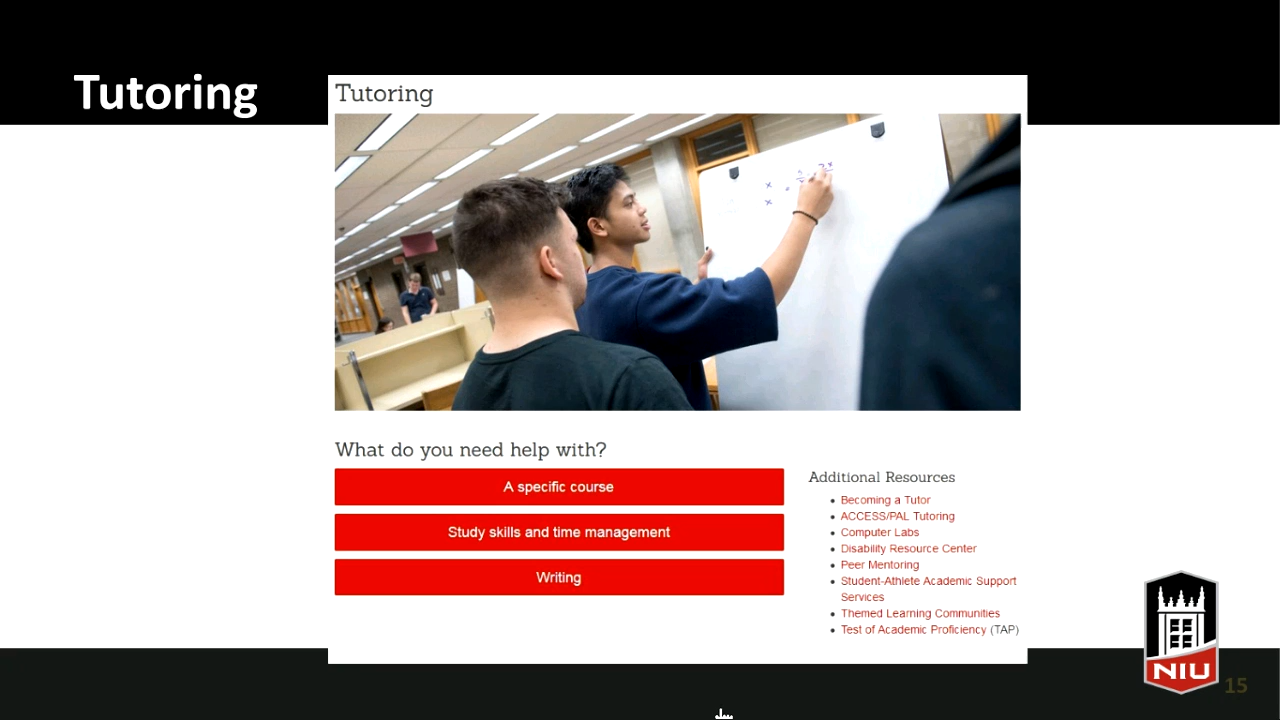 Tutoring
Tutoring
What do you need help with?
A specific course
Study skills and time management
Writing
Additional Resources
Becoming a Tutor
ACCESS/PAL Tutoring
Computer Labs
Disability Resource Center
Peer Mentoring
Student-Athlete Academic Support
Services
Themed Learning Communities
Test of Academic Proficiency (TAP)
NIU
15